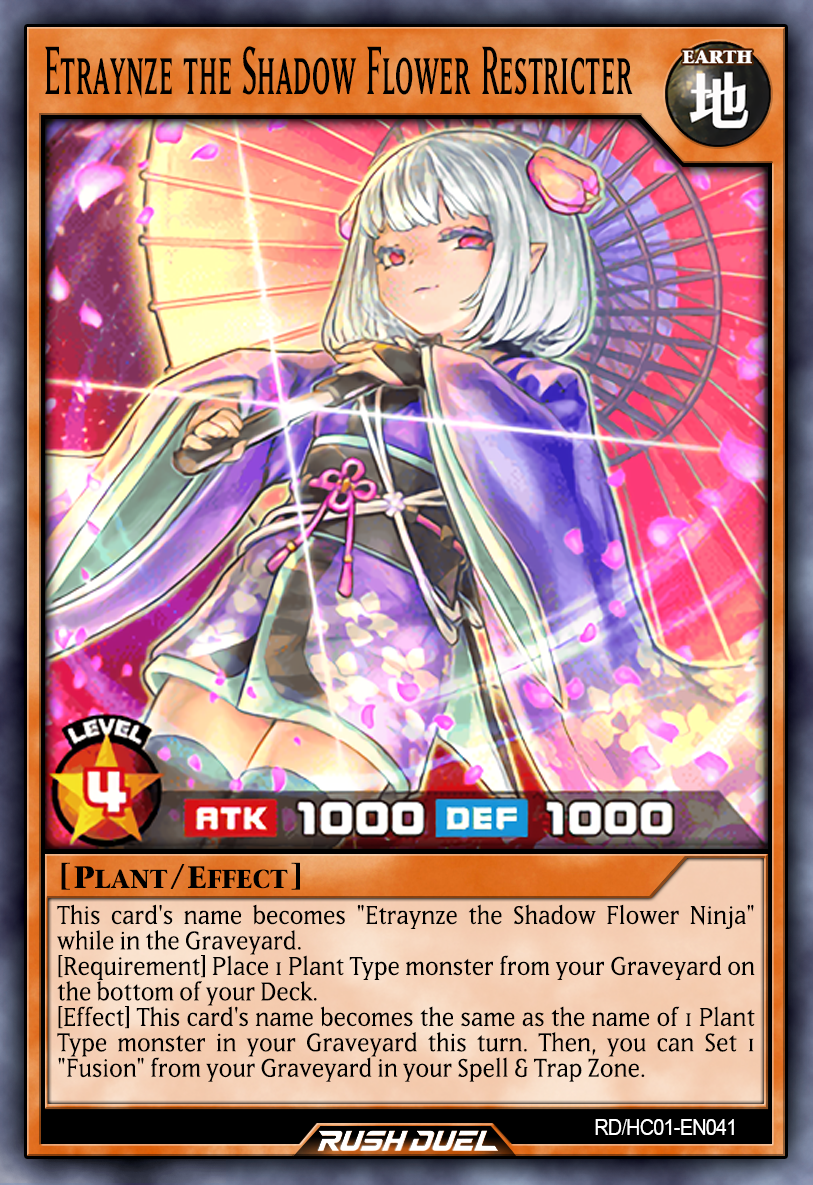 Etraynze the Shadow Flower Restricter
EARTH
地
LEVEL
4
ATK 1000 DEF 1000
[Plant/Effect]
This card's name becomes "Etraynze the Shadow Flower Ninja"
while in the Graveyard.
[Requirement] Place 1 Plant Type monster from your Graveyard on
the bottom of your Deck.
[Effect] This card's name becomes the same as the name of 1 Plant
Type monster in your Graveyard this turn. Then, you can Set 1
"Fusion" from your Graveyard in your Spell & Trap Zone.
RD/HC01-EN041
RUSH DUEL